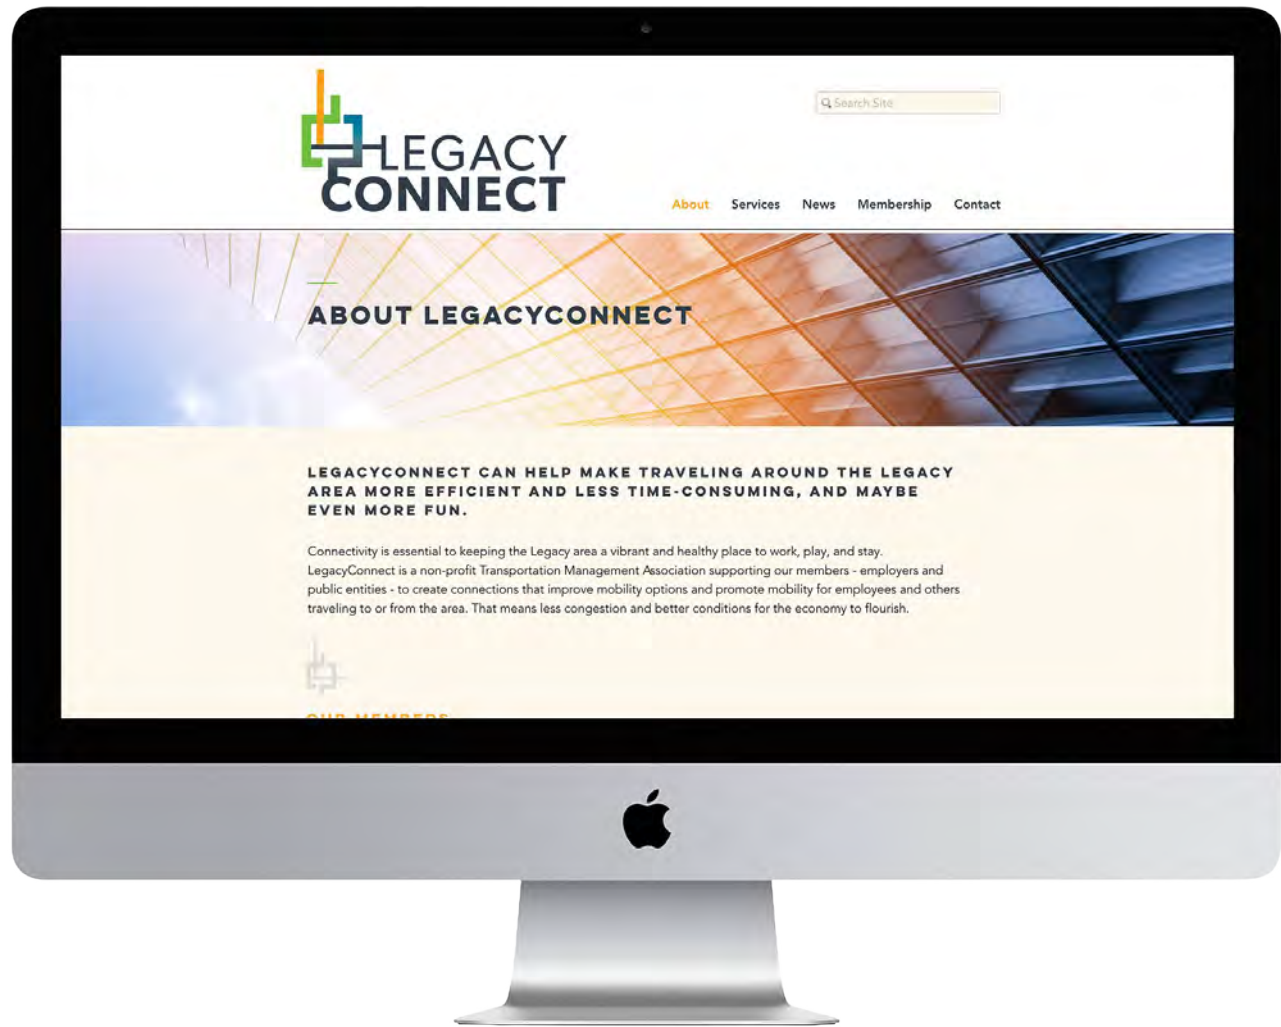 LEGACY
CONNECT
Search Site
About Services News Membership Contact
ABOUT LEGACYCONNECT
LEGACYCONNECT CAN HELP MAKE TRAVELING AROUND THE LEGACY
AREA MORE EFFICIENT AND LESS TIME-CONSUMING, AND MAYBE
EVEN MORE FUN.
Connectivity is essential to keeping the Legacy area a vibrant and healthy place to work, play, and stay.
LegacyConnect is a non-profit Transportation Management Association supporting our members - employers and
public entities - to create connections that improve mobility options and promote mobility for employees and others
traveling to or from the area. That means less congestion and better conditions for the economy to flourish.
OUR MEMBERS